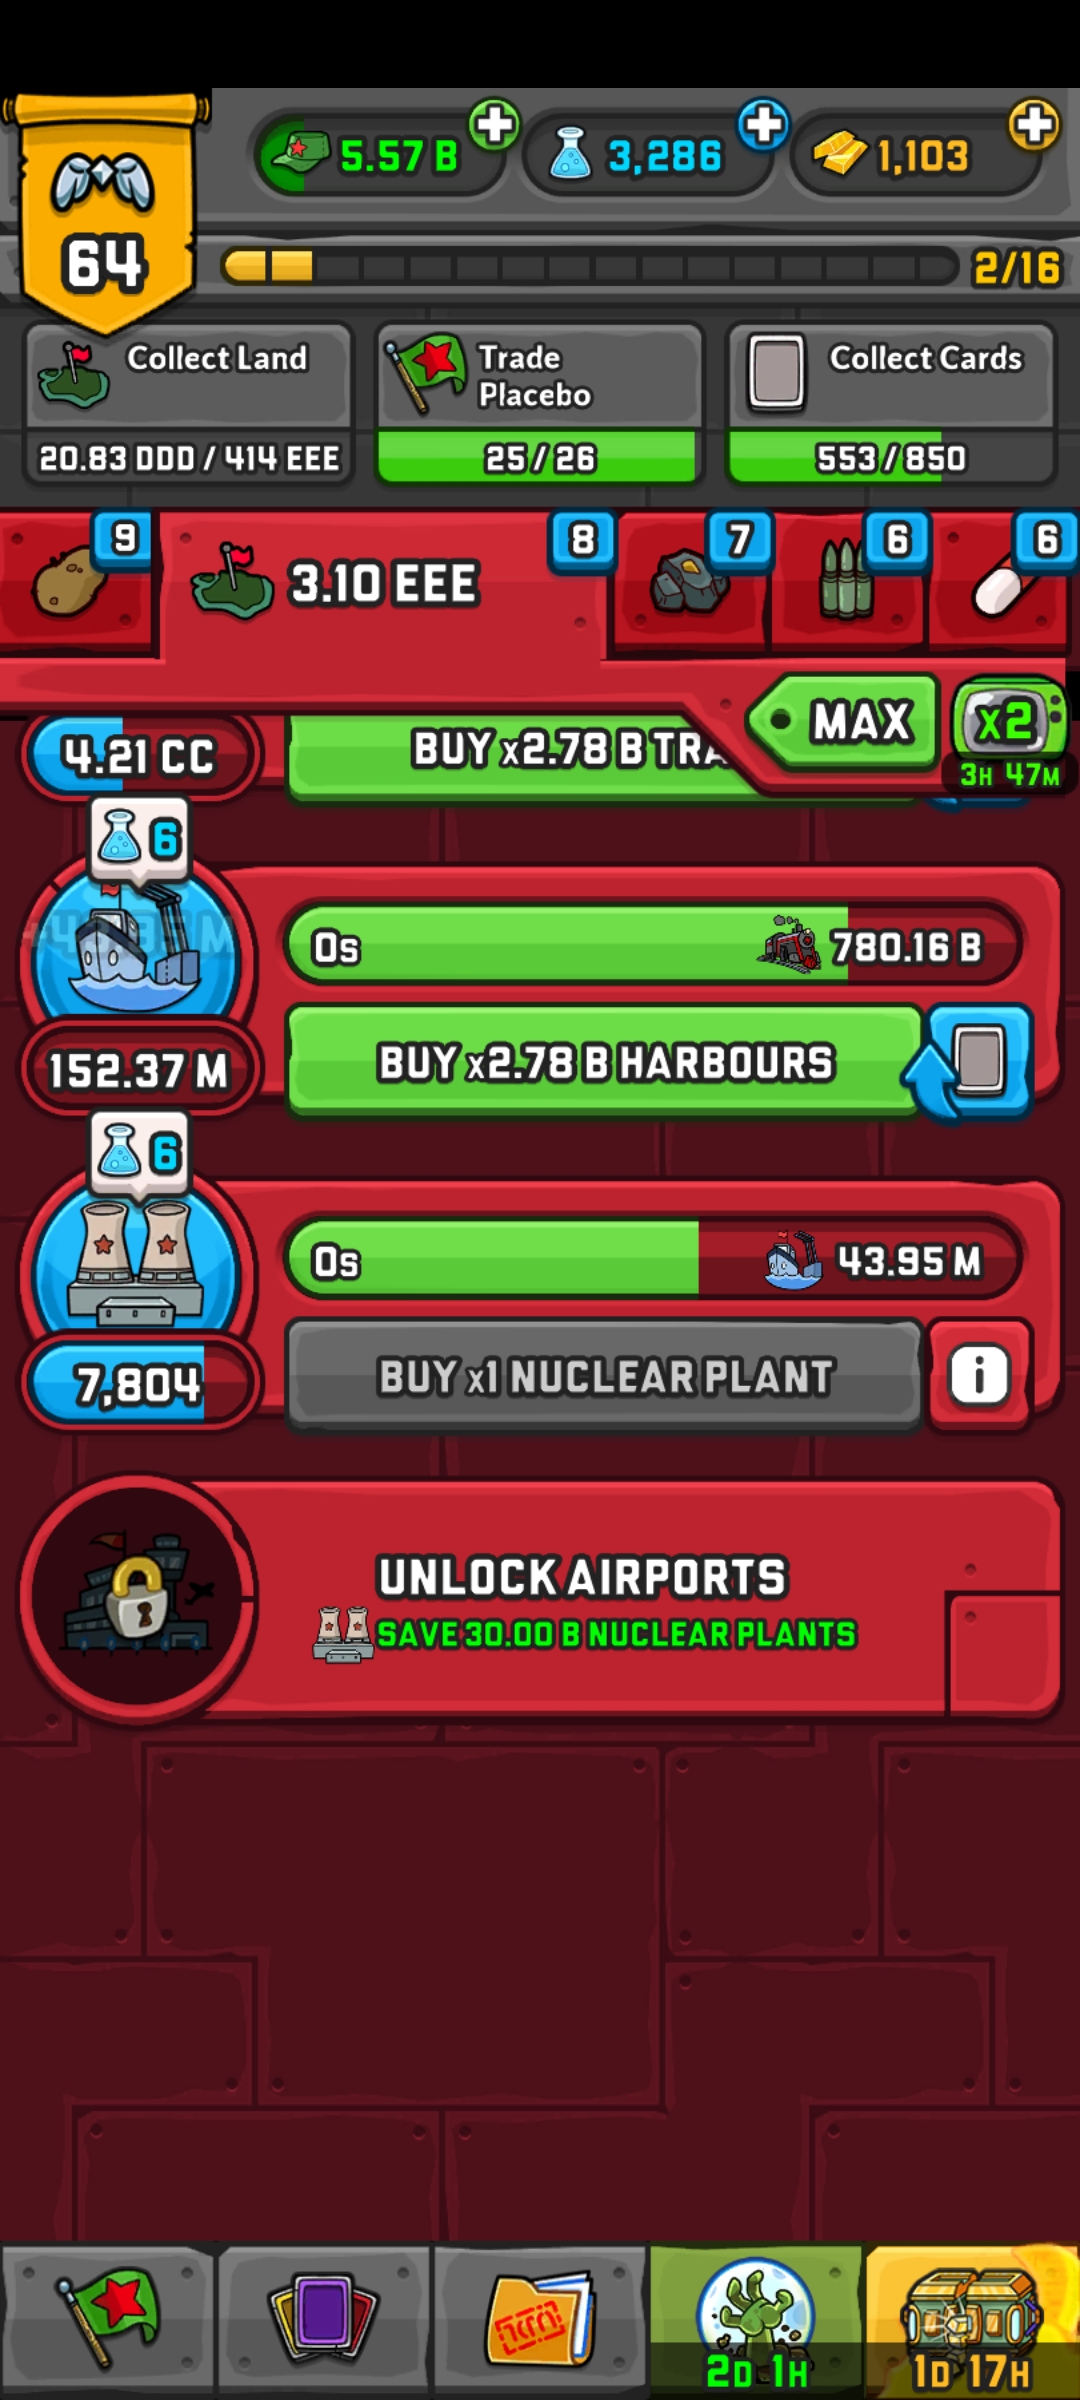 64
5.57 B
3,286
1,103
2/16
Collect Land
20.83 DDD / 414 EEE
Trade
Placebo
25 / 26
Collect Cards
553 / 850
9
3.10 EEE
8
7
6
6
MAX
x2
3H 47M
4.21 CC
BUY x2.78 B
6
0s
780.16 B
152.37 M
BUY x2.78 B HARBOURS
6
0s
43.95 M
7,804
BUY x1 NUCLEAR PLANT
i
UNLOCK AIRPORTS
SAVE 30.00 B NUCLEAR PLANTS
2D 1H
1D 17H